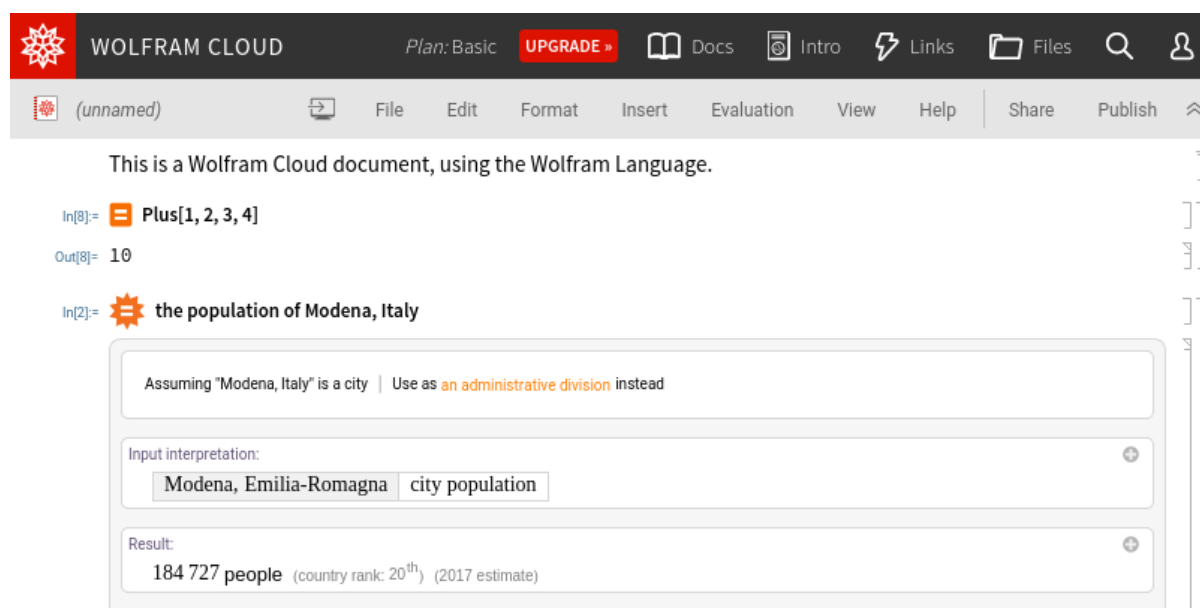 WOLFRAM CLOUD Plan: Basic UPGRADE » Docs Intro Links Files
(unnamed) File Edit Format Insert Evaluation View Help Share Publish
This is a Wolfram Cloud document, using the Wolfram Language.
In[8]:= Plus[1, 2, 3, 4]
Out[8]= 10
In[2]:= the population of Modena, Italy
Assuming "Modena, Italy" is a city | Use as an administrative division instead
Input interpretation:
Modena, Emilia-Romagna city population
Result:
184 727 people (country rank: 20th) (2017 estimate)